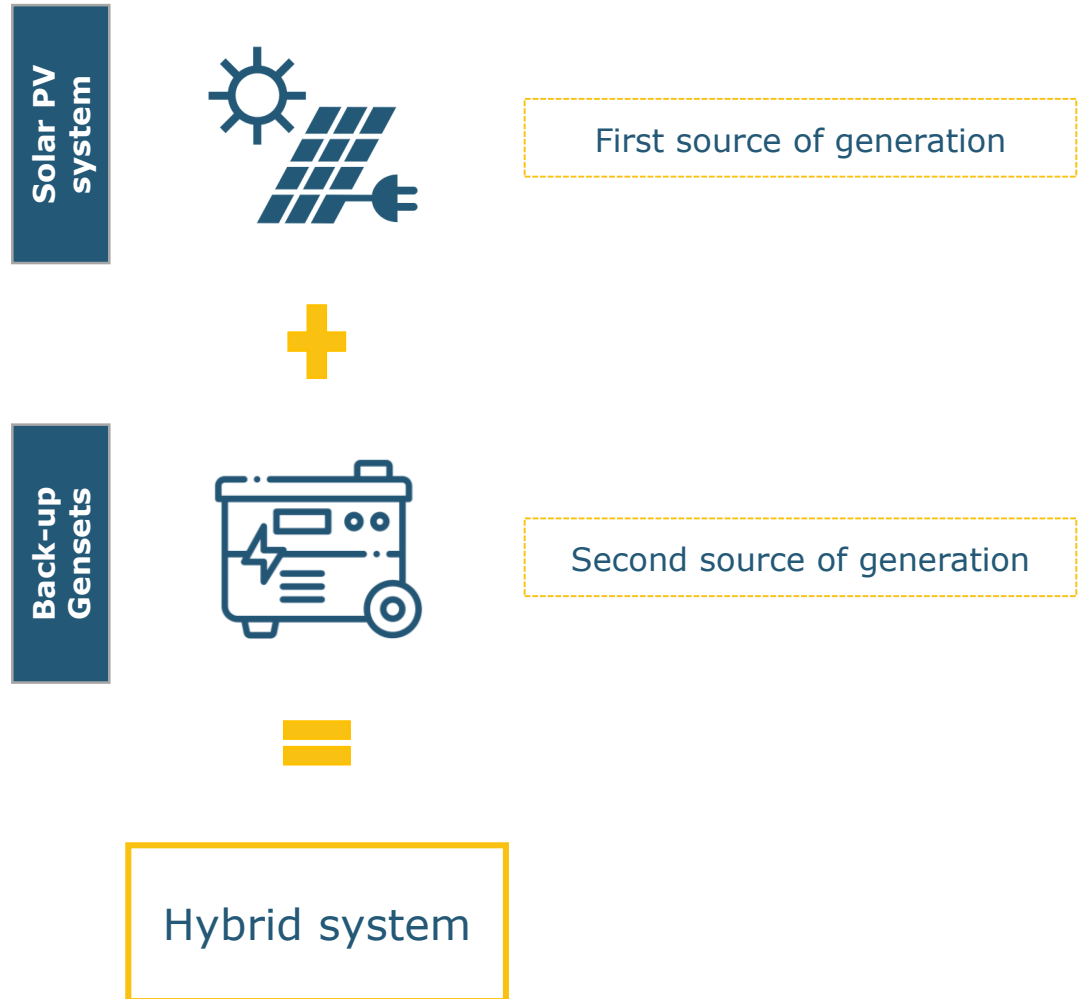 Solar PV
system
First source of generation
Back-up
Gensets
Second source of generation
Hybrid system